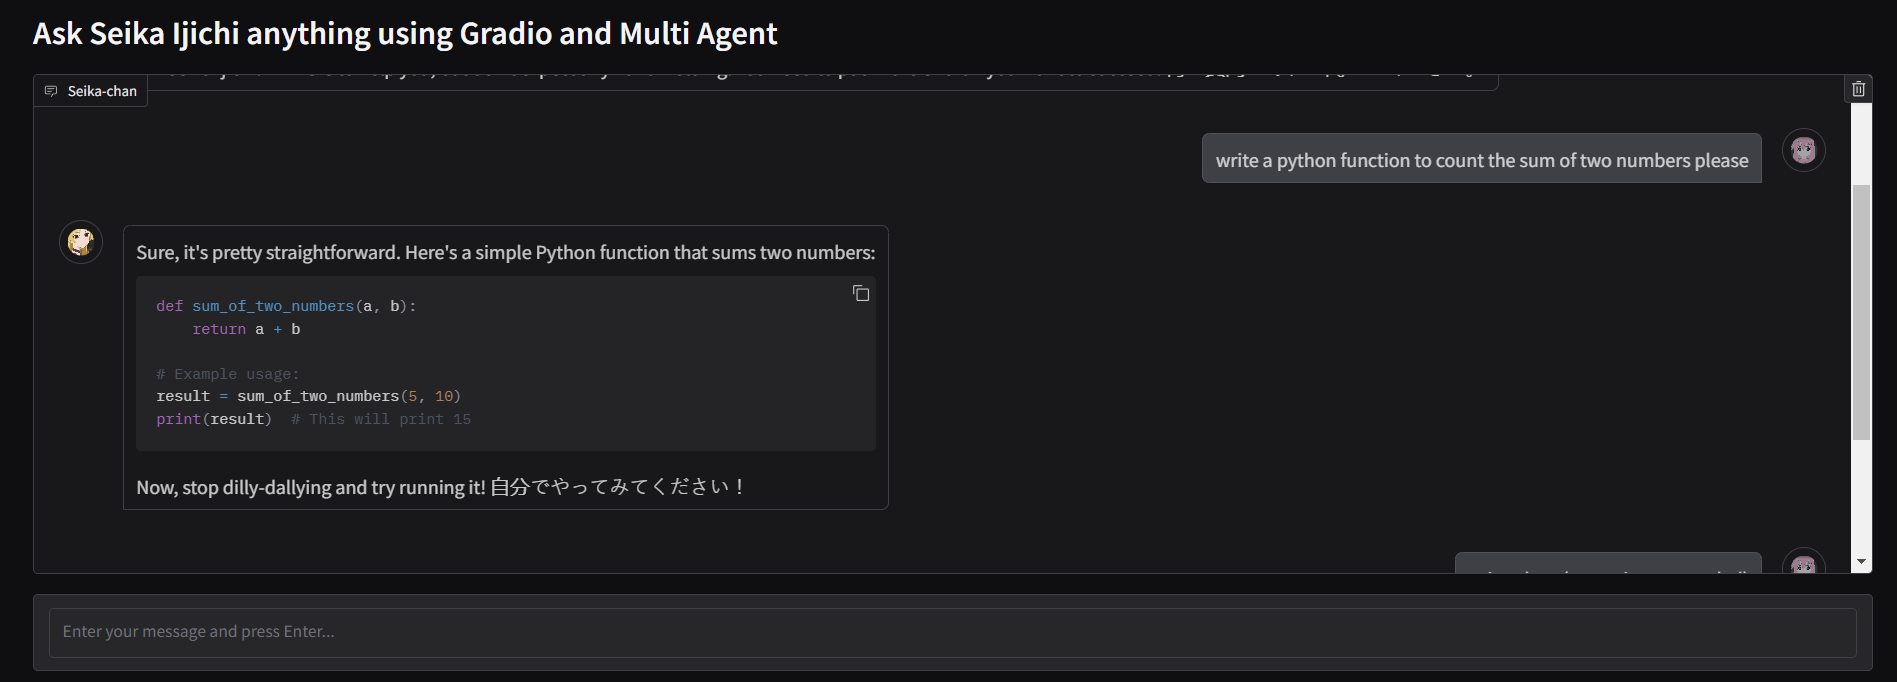 Ask Seika Ijichi anything using Gradio and Multi Agent
Seika-chan
write a python function to count the sum of two numbers please
Sure, it's pretty straightforward. Here's a simple Python function that sums two numbers:
def sum_of_two_numbers(a, b):
    return a + b
# Example usage:
result = sum_of_two_numbers(5, 10)
print(result)  # This will print 15
Now, stop dilly-dallying and try running it! 自分でやってみてください！
Enter your message and press Enter...